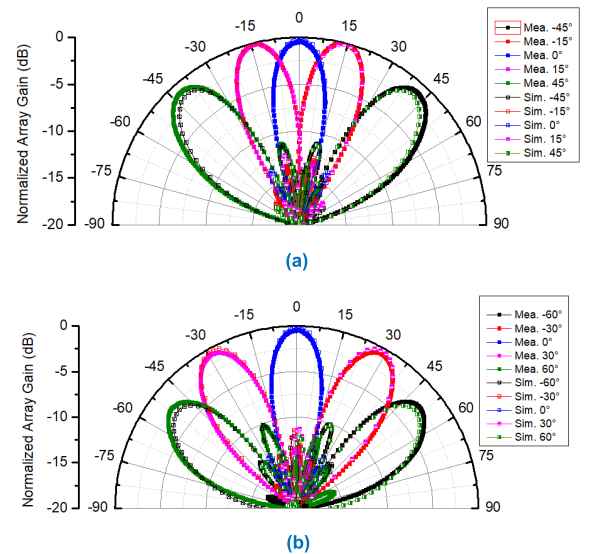 0
-15
15
-30
30
-45
45
-60
60
-75
75
-90
90
0
-5
-10
-15
-20
Normalized Array Gain (dB)
Mea. -45°
Mea. -15°
Mea. 0°
Mea. 15°
Mea. 45°
Sim. -45°
Sim. -15°
Sim. 0°
Sim. 15°
Sim. 45°
(a)
0
-15
15
-30
30
-45
45
-60
60
-75
75
-90
90
0
-5
-10
-15
-20
Normalized Array Gain (dB)
Mea. -60°
Mea. -30°
Mea. 0°
Mea. 30°
Mea. 60°
Sim. -60°
Sim. -30°
Sim. 0°
Sim. 30°
Sim. 60°
(b)